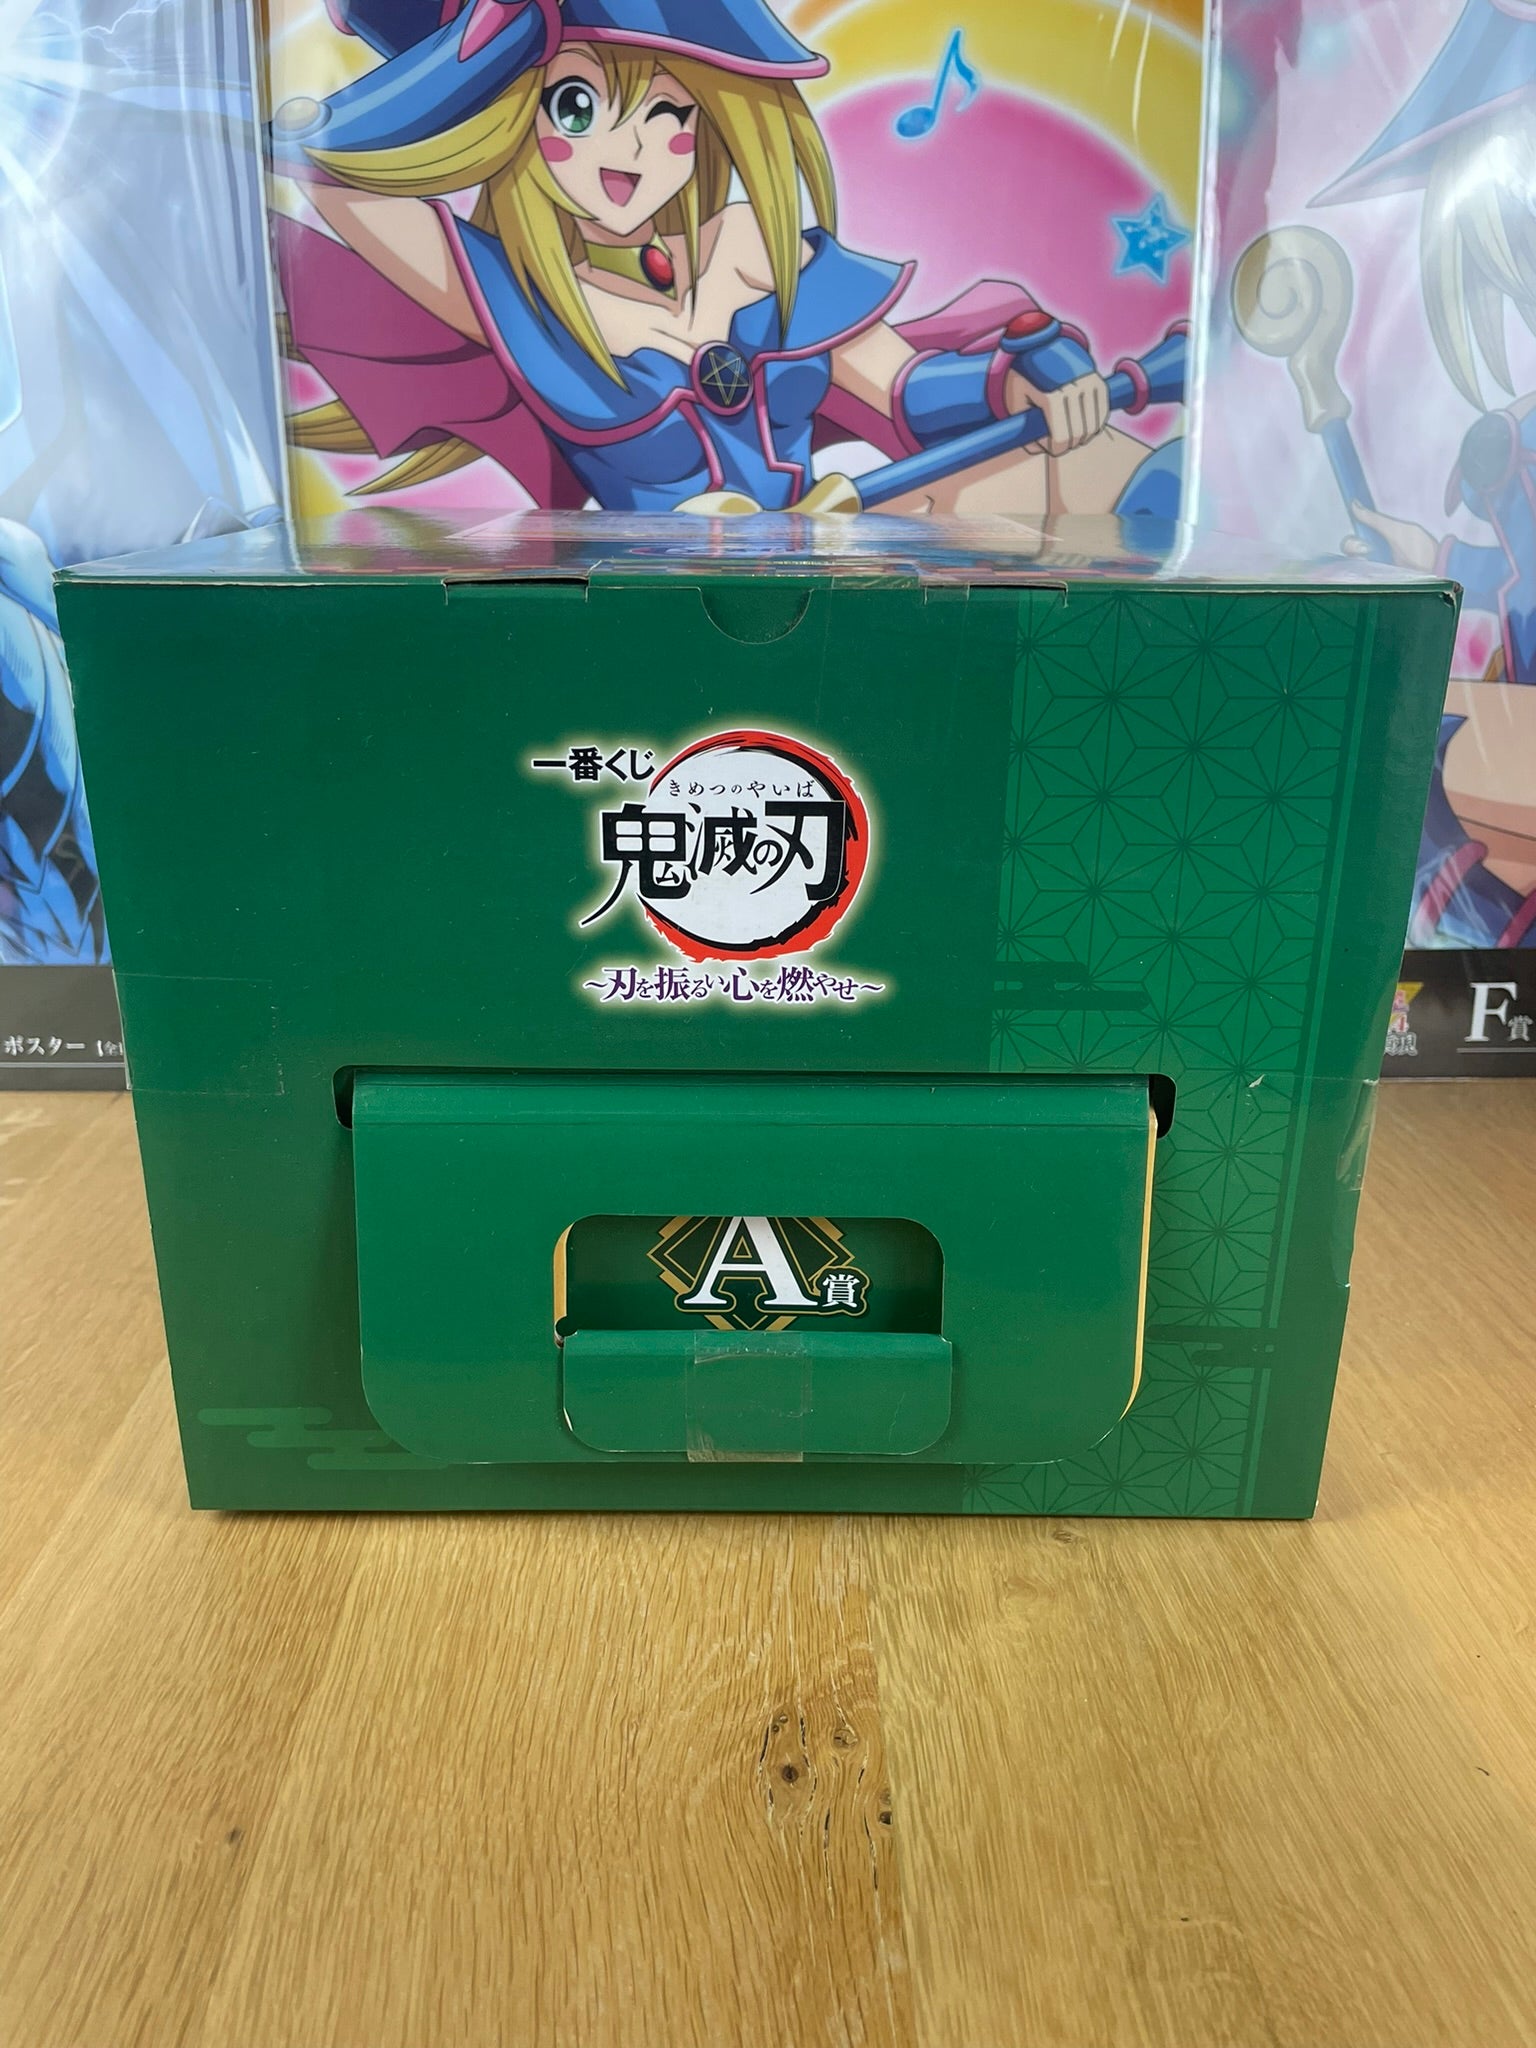 一番くじ
きめつのやいば
鬼滅の刃
～刃を振るい心を燃やせ～
ポスター
F賞
A賞